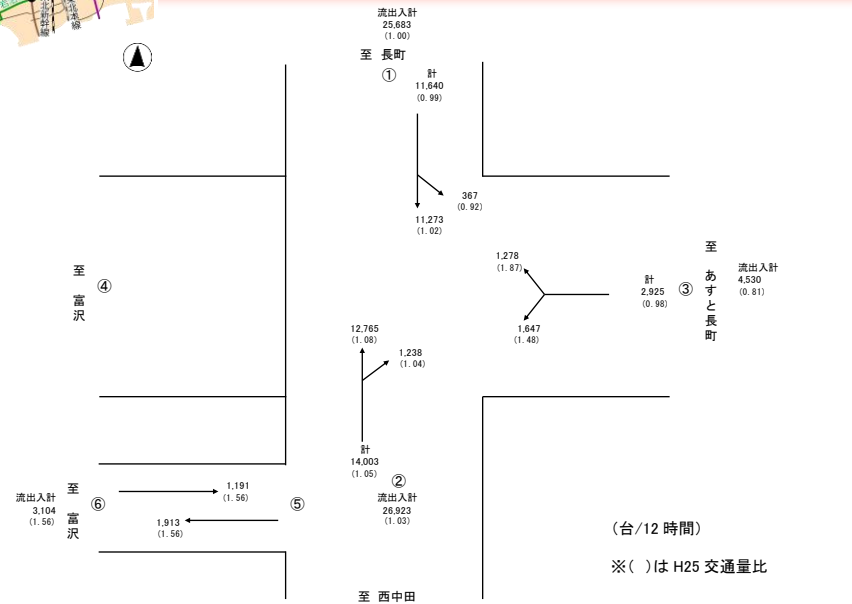 東北新幹線
東北本線
流出入計
25,683
(1.00)
至 長町
①
計
11,640
(0.99)
367
(0.92)
11,273
(1.02)
至 富沢
④
1,278
(1.87)
計
2,925
(0.98)
③
至 あすと長町
流出入計
4,530
(0.81)
1,647
(1.48)
12,765
(1.08)
1,238
(1.04)
計
14,003
(1.05)
②
流出入計
26,923
(1.03)
流出入計
3,104
(1.56)
至 富沢
⑥
1,191
(1.56)
⑤
1,913
(1.56)
(台/12 時間)
※( )は H25 交通量比
至 西中田